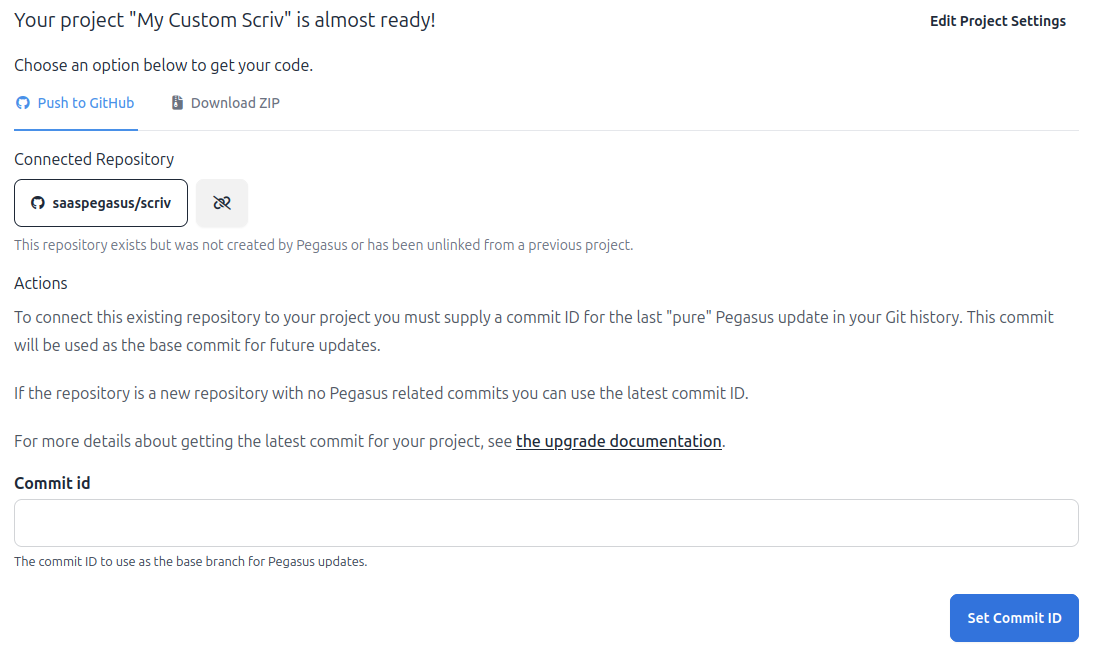 Your project "My Custom Scriv" is almost ready!
Edit Project Settings
Choose an option below to get your code.
Push to GitHub
Download ZIP
Connected Repository
saaspegasus/scriv
This repository exists but was not created by Pegasus or has been unlinked from a previous project.
Actions
To connect this existing repository to your project you must supply a commit ID for the last "pure" Pegasus update in your Git history. This commit
will be used as the base commit for future updates.
If the repository is a new repository with no Pegasus related commits you can use the latest commit ID.
For more details about getting the latest commit for your project, see the upgrade documentation.
Commit id
The commit ID to use as the base branch for Pegasus updates.
Set Commit ID